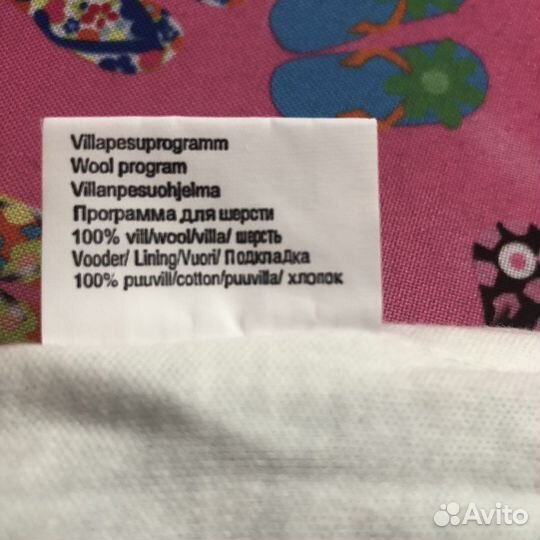 Villapesuprogramm
Wool program
Villanpesuohjelma
Программа для шерсти
100% vill/wool/villa/ шерсть
Vooder/ Lining/Vuori/ Подкладка
100% puuvill/cotton/puuvilla/ хлопок
Avito